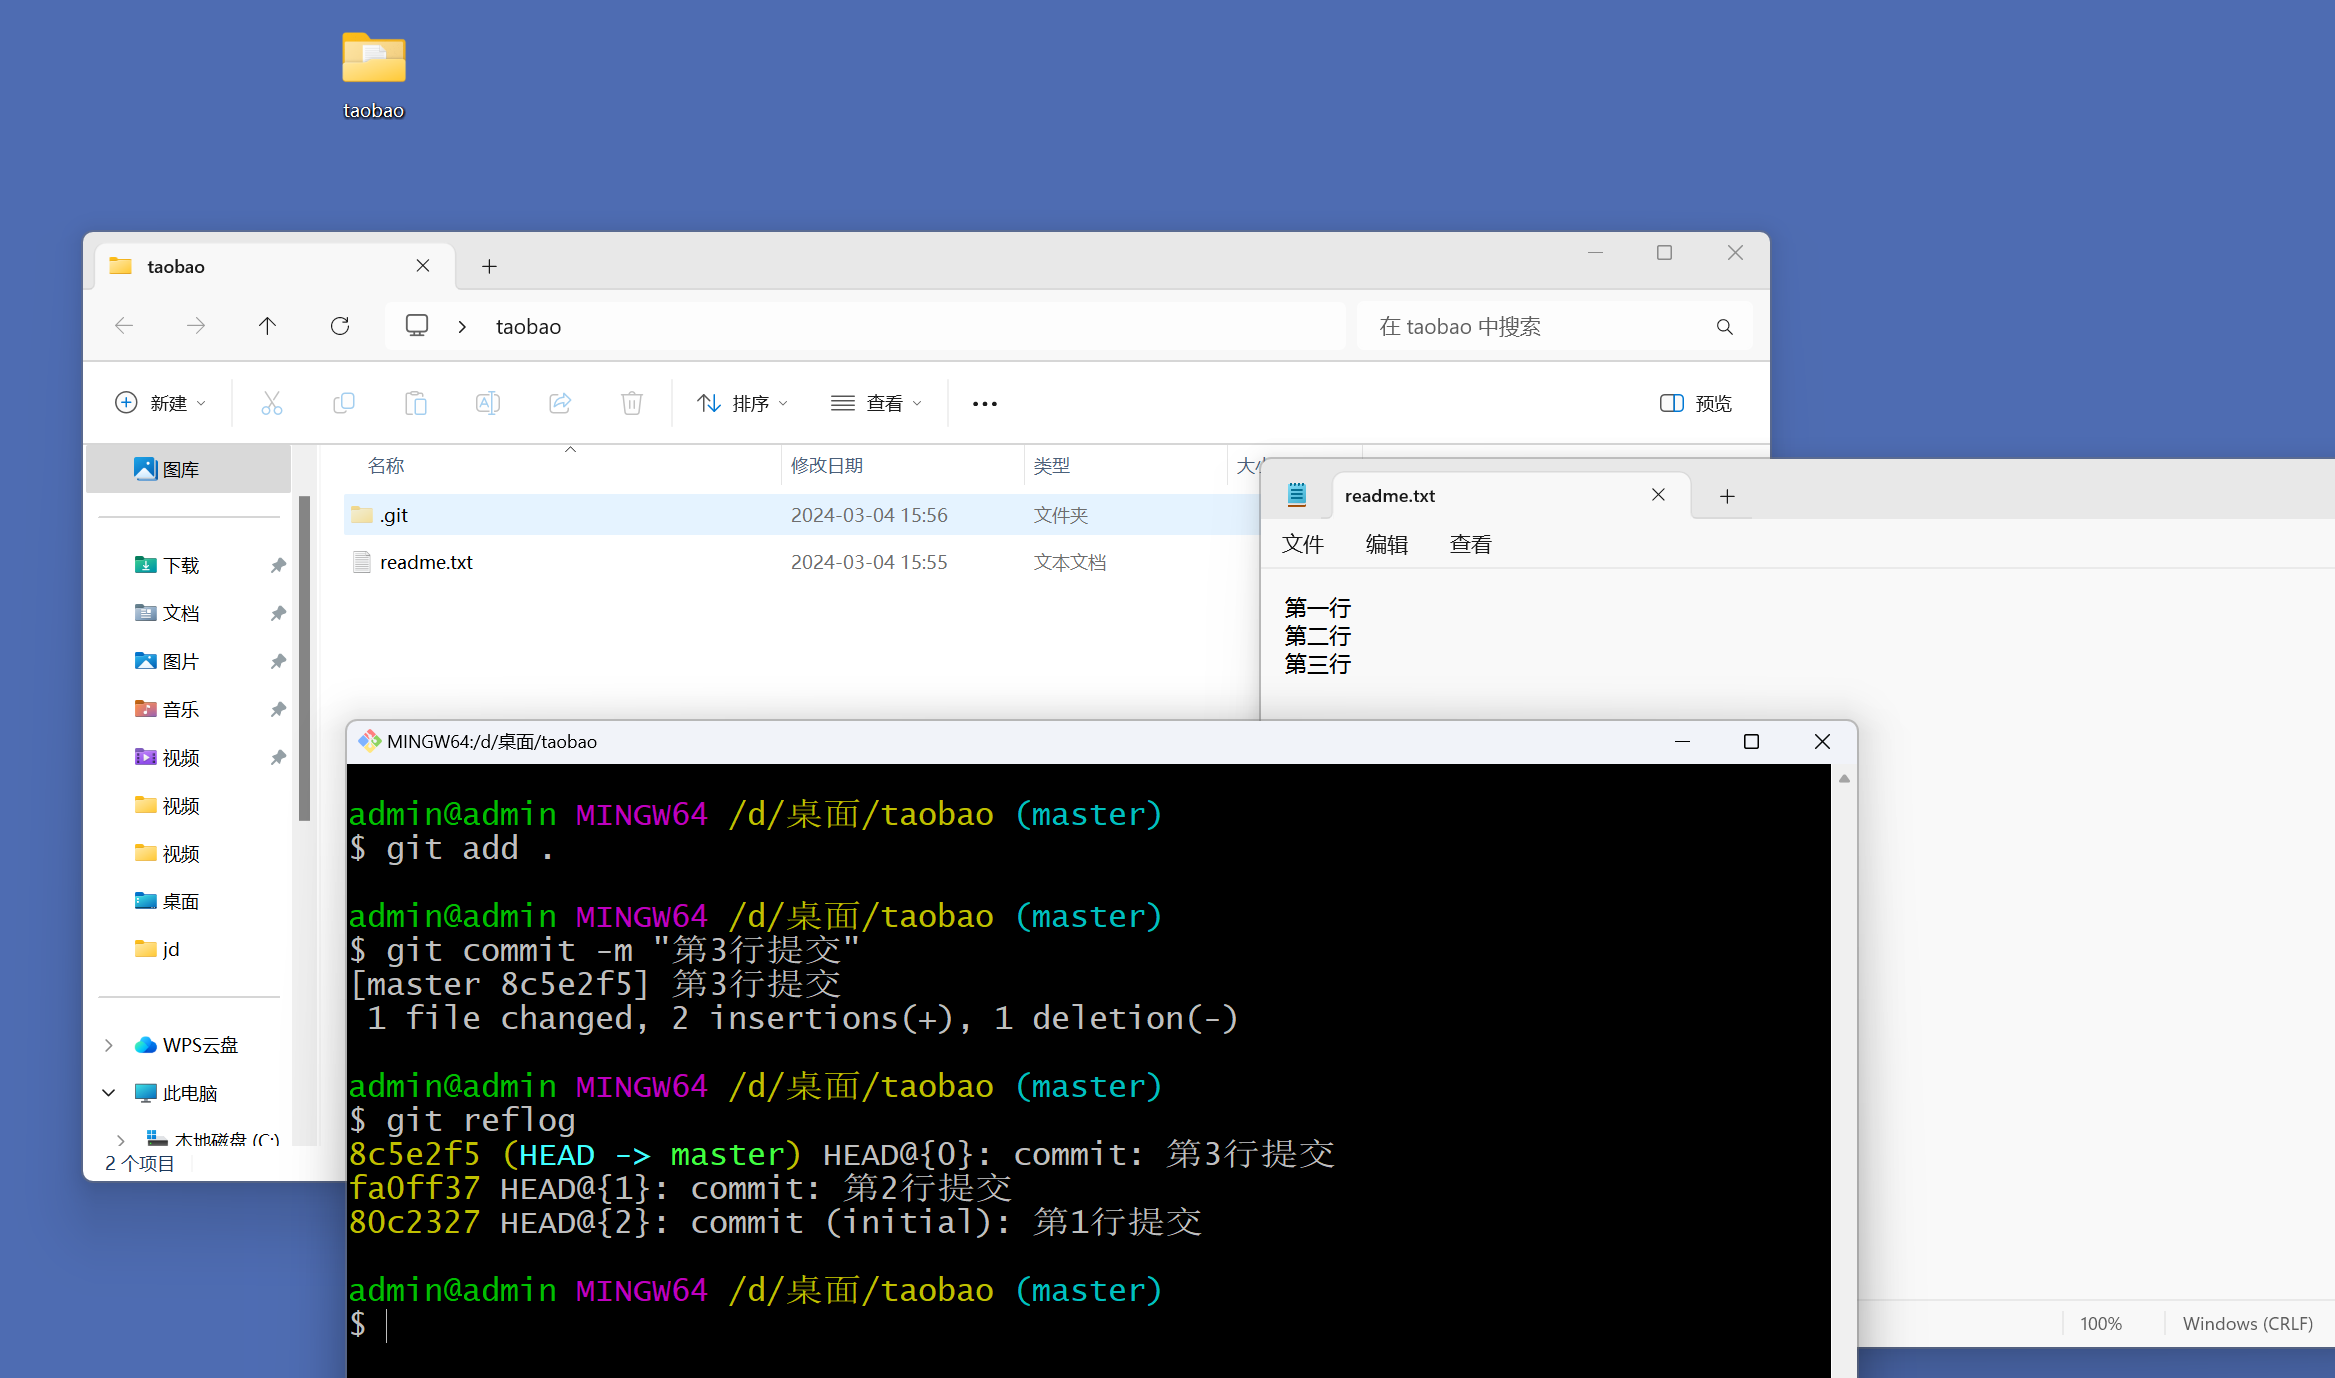 taobao
taobao
taobao
在 taobao 中搜索
新建
排序
查看
预览
图库
下载
文档
图片
音乐
视频
视频
视频
桌面
jd
WPS云盘
此电脑
本地磁盘 (C:)
2 个项目
名称 修改日期 类型
.git 2024-03-04 15:56 文件夹
readme.txt 2024-03-04 15:55 文本文档
readme.txt
文件 编辑 查看
第一行
第二行
第三行
100% Windows (CRLF)
MINGW64:/d/桌面/taobao
admin@admin MINGW64 /d/桌面/taobao (master)
$ git add .
admin@admin MINGW64 /d/桌面/taobao (master)
$ git commit -m "第3行提交"
[master 8c5e2f5] 第3行提交
1 file changed, 2 insertions(+), 1 deletion(-)
admin@admin MINGW64 /d/桌面/taobao (master)
$ git reflog
8c5e2f5 (HEAD -> master) HEAD@{0}: commit: 第3行提交
fa0ff37 HEAD@{1}: commit: 第2行提交
80c2327 HEAD@{2}: commit (initial): 第1行提交
admin@admin MINGW64 /d/桌面/taobao (master)
$